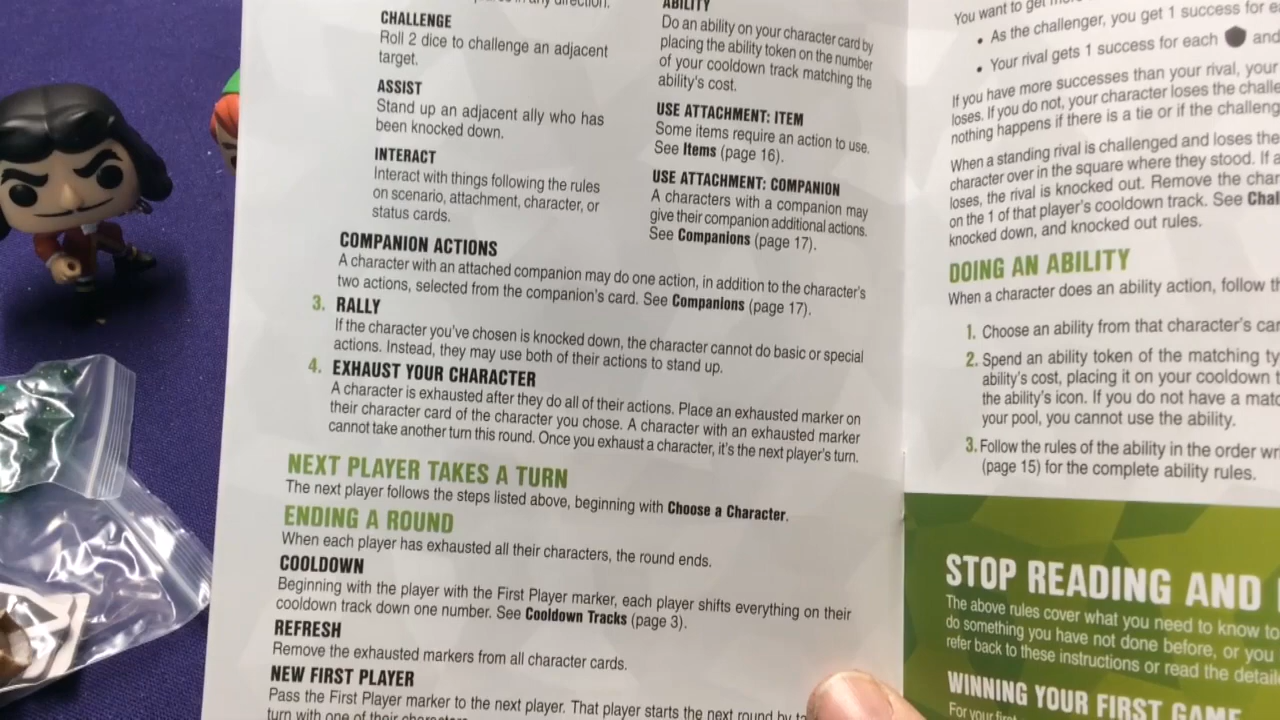 in any direction.
CHALLENGE
Roll 2 dice to challenge an adjacent
target.
ASSIST
Stand up an adjacent ally who has
been knocked down.
INTERACT
Interact with things following the rules
on scenario, attachment, character, or
status cards.
ABILITY
Do an ability on your character card by
placing the ability token on the number
of your cooldown track matching the
ability's cost.
USE ATTACHMENT: ITEM
Some items require an action to use.
See Items (page 16).
USE ATTACHMENT: COMPANION
A characters with a companion may
give their companion additional actions.
See Companions (page 17).
COMPANION ACTIONS
A character with an attached companion may do one action, in addition to the character's
two actions, selected from the companion's card. See Companions (page 17).
3. RALLY
If the character you've chosen is knocked down, the character cannot do basic or special
actions. Instead, they may use both of their actions to stand up.
4. EXHAUST YOUR CHARACTER
A character is exhausted after they do all of their actions. Place an exhausted marker on
their character card of the character you chose. A character with an exhausted marker
cannot take another turn this round. Once you exhaust a character, it's the next player's turn.
NEXT PLAYER TAKES A TURN
The next player follows the steps listed above, beginning with Choose a Character.
ENDING A ROUND
When each player has exhausted all their characters, the round ends.
COOLDOWN
Beginning with the player with the First Player marker, each player shifts everything on their
cooldown track down one number. See Cooldown Tracks (page 3).
REFRESH
Remove the exhausted markers from all character cards.
NEW FIRST PLAYER
Pass the First Player marker to the next player. That player starts the next round by
turn with one of their
You want to get
• As the challenger, you get 1 success for
• Your rival gets 1 success for each and
If you have more successes than your rival, your
loses. If you do not, your character loses the
nothing happens if there is a tie or if the
When a standing rival is challenged and loses the
character over in the square where they stood. If
loses, the rival is knocked out. Remove the
on the 1 of that player's cooldown track. See
knocked down, and knocked out rules.
DOING AN ABILITY
When a character does an ability action, follow
1. Choose an ability from that character's
2. Spend an ability token of the matching
ability's cost, placing it on your cooldown
the ability's icon. If you do not have a
your pool, you cannot use the ability.
3. Follow the rules of the ability in the order
(page 15) for the complete ability rules.
STOP READING AND
The above rules cover what you need to know to
do something you have not done before, or you
refer back to these instructions or read the
WINNING YOUR FIRST GAME
For your